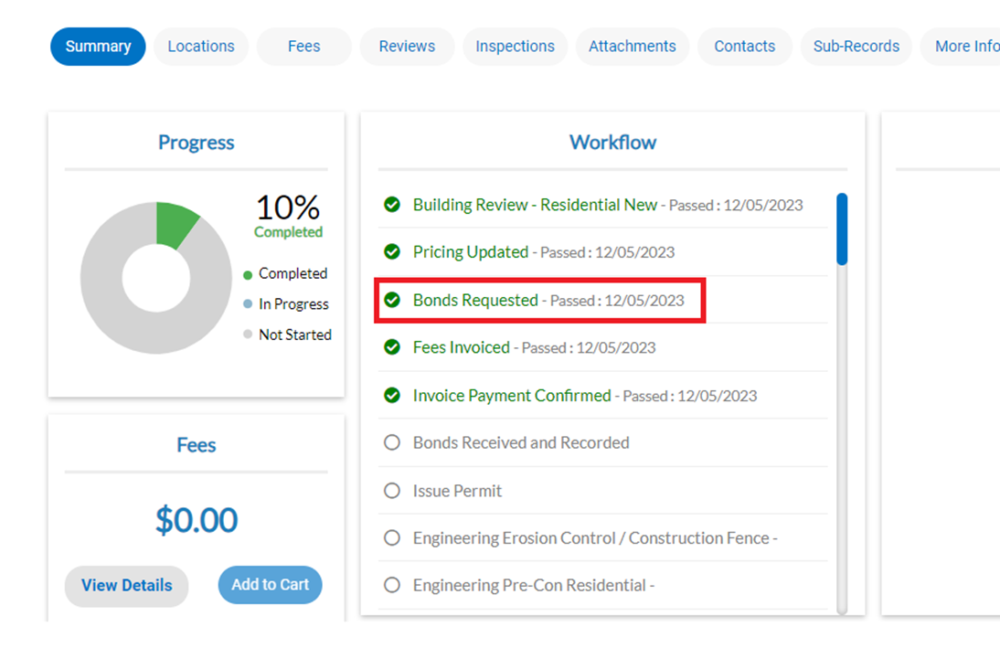 Summary
Locations
Fees
Reviews
Inspections
Attachments
Contacts
Sub-Records
More Info
Progress
10%
Completed
Completed
In Progress
Not Started
Workflow
Building Review - Residential New - Passed : 12/05/2023
Pricing Updated - Passed : 12/05/2023
Bonds Requested - Passed : 12/05/2023
Fees Invoiced - Passed : 12/05/2023
Invoice Payment Confirmed - Passed : 12/05/2023
Bonds Received and Recorded
Issue Permit
Engineering Erosion Control / Construction Fence -
Engineering Pre-Con Residential -
Fees
$0.00
View Details
Add to Cart